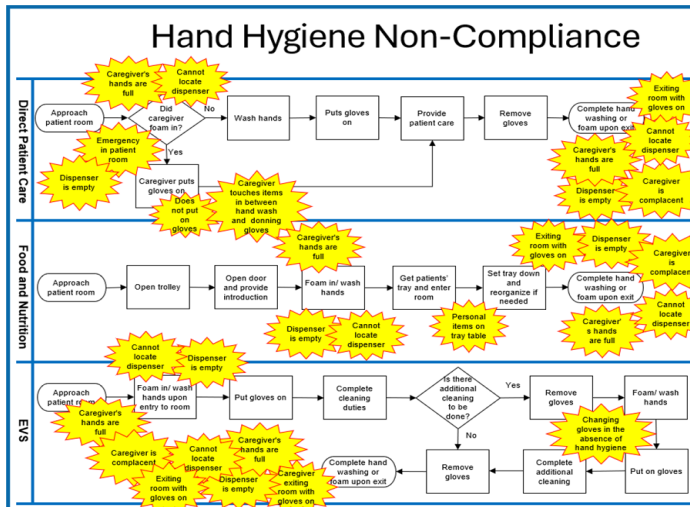 Hand Hygiene Non-Compliance
Direct Patient Care
Caregiver's
hands are
full
Cannot
locate
dispenser
Approach
patient room
Did
caregiver
foam in?
No
Yes
Wash hands
Puts gloves
on
Provide
patient care
Remove
gloves
Complete hand
washing or
foam upon exit
Exiting
room with
gloves on
Cannot
locate
dispenser
Caregiver's
hands are
full
Dispenser
is empty
Caregiver
is
complacent
Emergency
in patient
room
Dispenser
is empty
Caregiver puts
gloves on
Does
not put
on
gloves
Caregiver
touches items
in between
hand wash
and donning
gloves
Food and Nutrition
Approach
patient room
Open trolley
Open door
and provide
introduction
Caregiver's
hands are
full
Foam in/ wash
hands
Dispenser
is empty
Cannot
locate
dispenser
Get patients'
tray and enter
room
Personal
items on
tray table
Set tray down
and
reorganize if
needed
Exiting
room with
gloves on
Dispenser
is empty
Caregiver
is
complacent
Complete hand
washing or
foam upon exit
Cannot
locate
dispenser
Caregiver'
s hands are
full
EVS
Cannot
locate
dispenser
Dispenser
is empty
Approach
patient room
Foam in/ wash
hands upon
entry to room
Put gloves on
Complete
cleaning
duties
Is there
additional
cleaning
to be
done?
Yes
No
Remove
gloves
Foam/ wash
hands
Changing
gloves in the
absence of
hand hygiene
Put on gloves
Complete
additional
cleaning
Remove
gloves
Complete hand
washing or
foam upon exit
Caregiver's
hands are
full
Caregiver is
complacent
Cannot
locate
dispenser
Caregiver's
hands are
full
Exiting
room with
gloves on
Dispenser
is empty
Caregiver
exiting
room with
gloves on